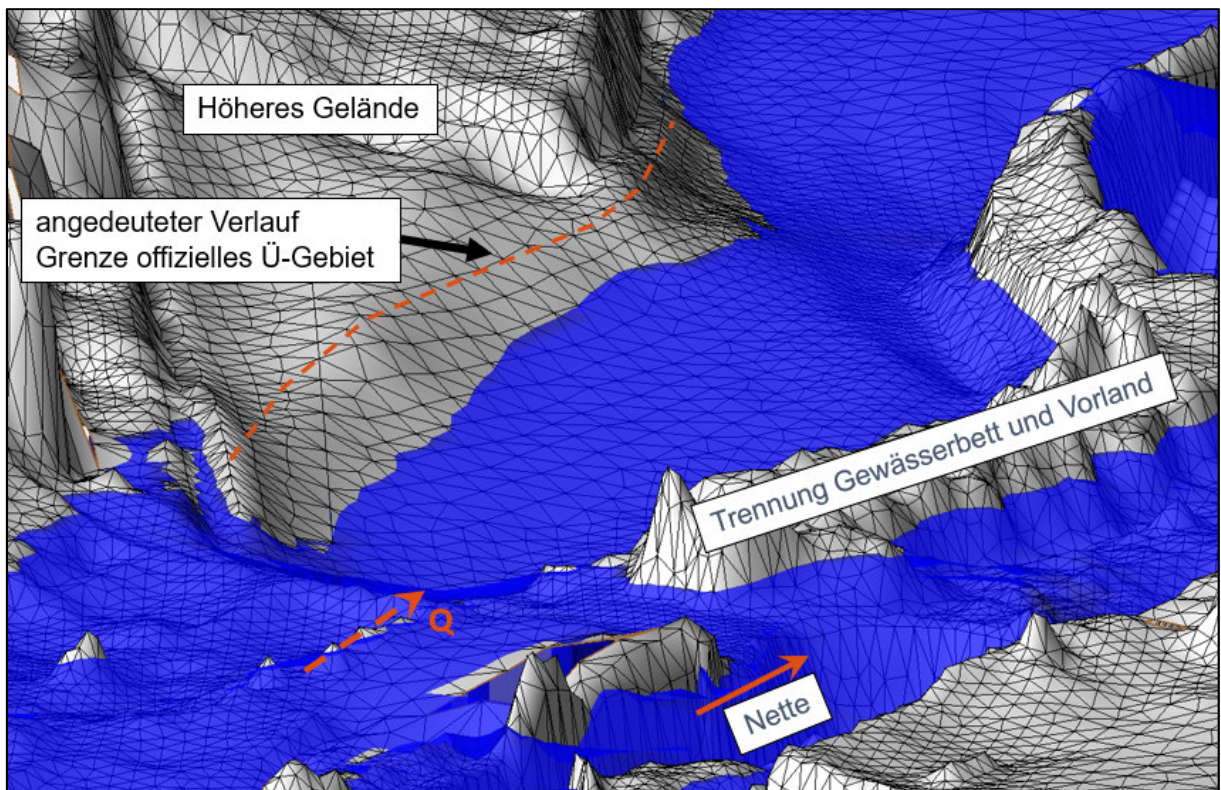 Höheres Gelände
angedeuteter Verlauf
Grenze offizielles Ü-Gebiet
Trennung Gewässerbett und Vorland
Q
Nette